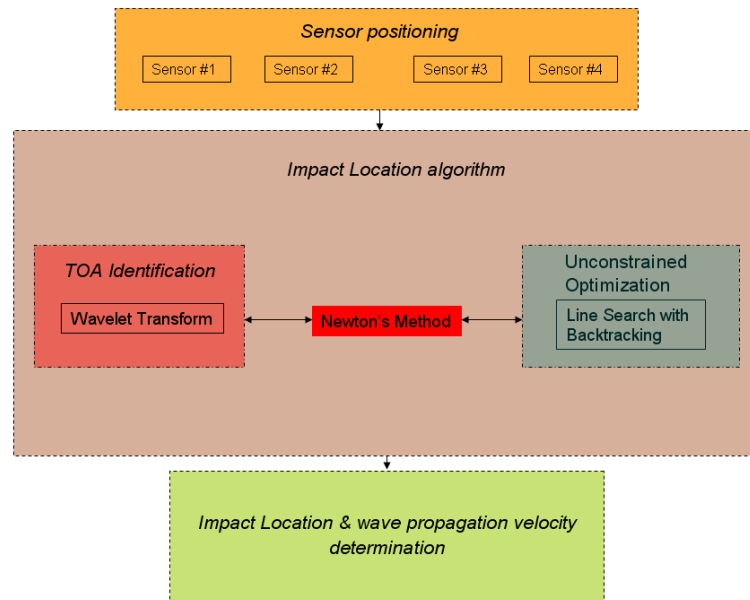 Sensor positioning
Sensor #1
Sensor #2
Sensor #3
Sensor #4
Impact Location algorithm
TOA Identification
Wavelet Transform
Newton's Method
Unconstrained
Optimization
Line Search with
Backtracking
Impact Location & wave propagation velocity
determination